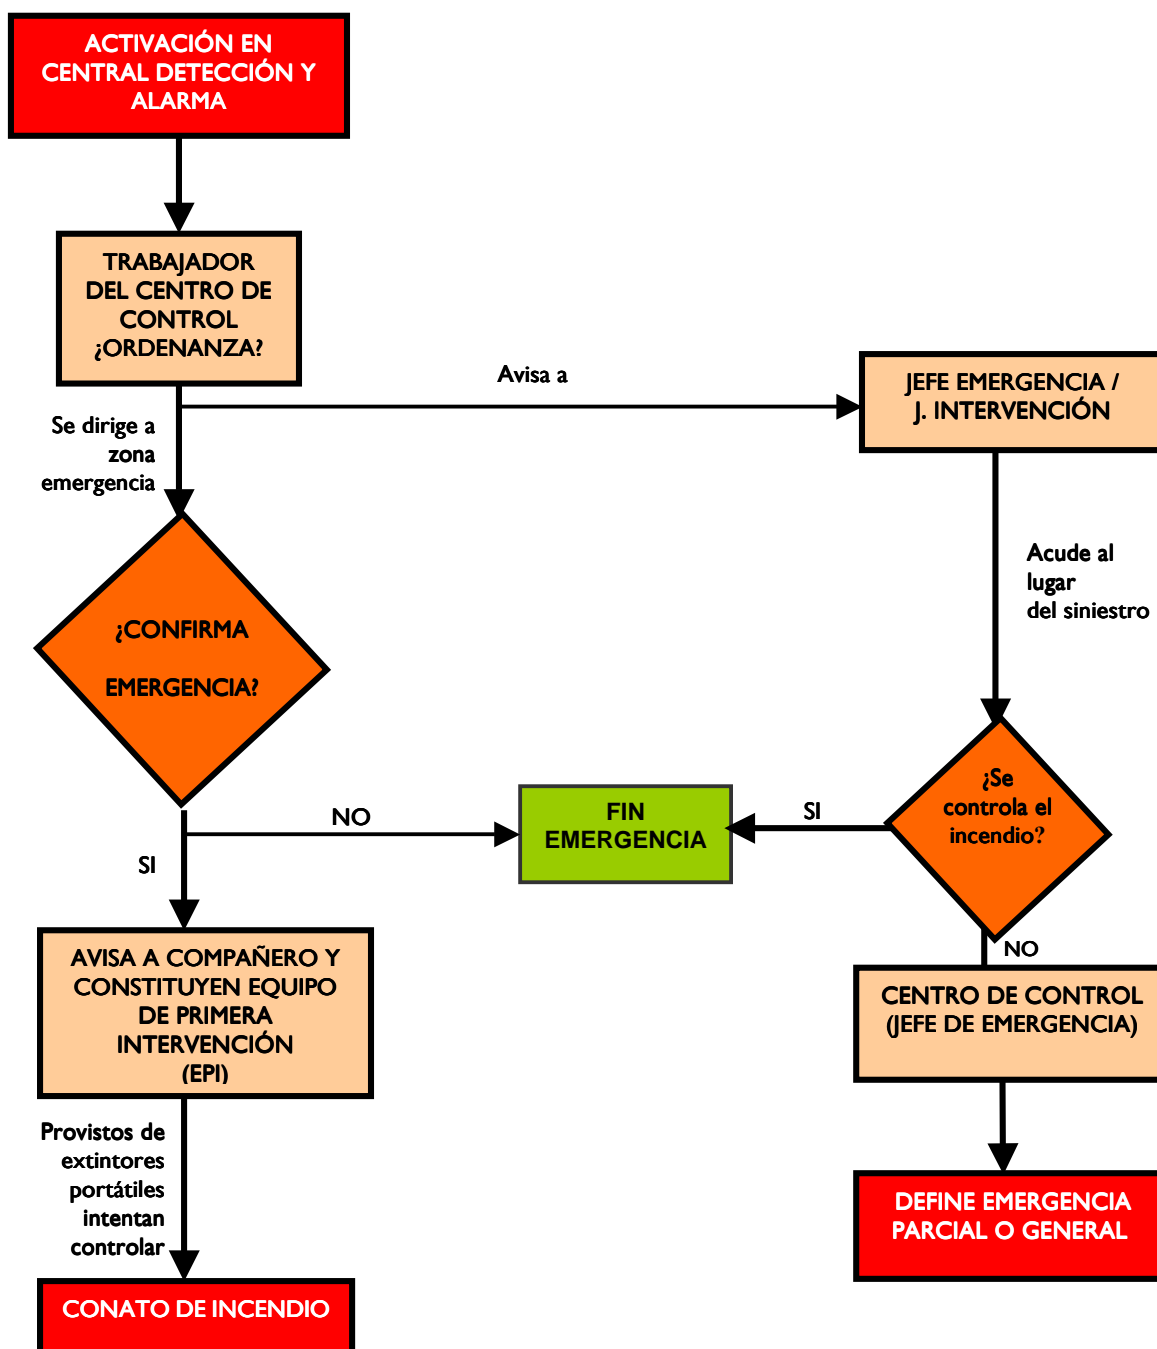 ACTIVACIÓN EN
CENTRAL DETECCIÓN Y
ALARMA
TRABAJADOR
DEL CENTRO DE
CONTROL
¿ORDENANZA?
Avisa a
JEFE EMERGENCIA /
J. INTERVENCIÓN
Se dirige a
zona
emergencia
Acude al
lugar
del siniestro
¿CONFIRMA
EMERGENCIA?
¿Se
controla el
incendio?
NO
FIN
EMERGENCIA
SI
SI
NO
AVISA A COMPAÑERO Y
CONSTITUYEN EQUIPO
DE PRIMERA
INTERVENCIÓN
(EPI)
CENTRO DE CONTROL
(JEFE DE EMERGENCIA)
Provistos de
extintores
portátiles
intentan
controlar
DEFINE EMERGENCIA
PARCIAL O GENERAL
CONATO DE INCENDIO